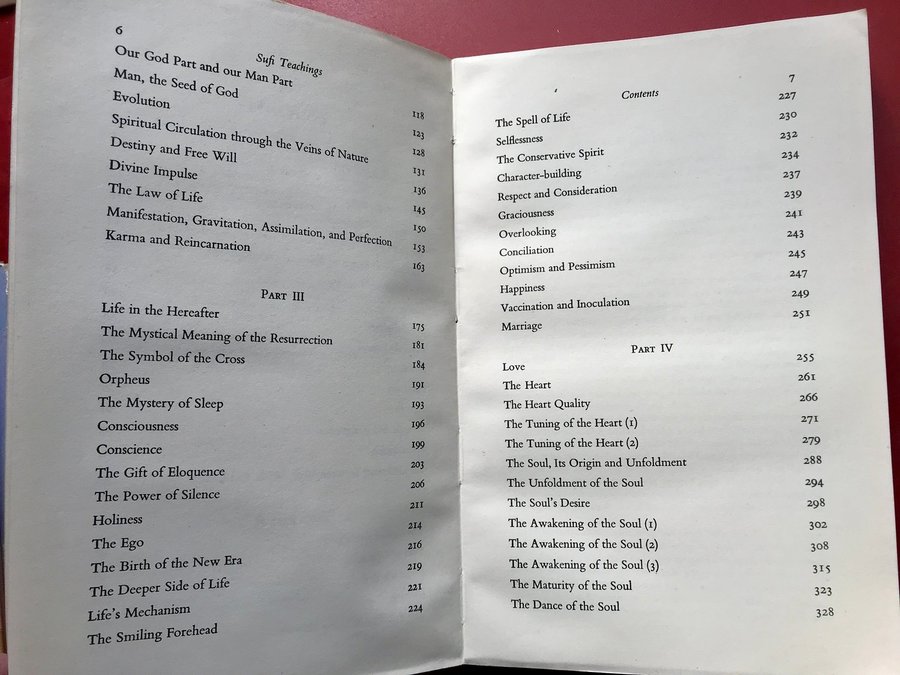 6
Sufi Teachings
Our God Part and our Man Part 118
Man, the Seed of God 123
Evolution 128
Spiritual Circulation through the Veins of Nature 131
Destiny and Free Will 136
Divine Impulse 145
The Law of Life 150
Manifestation, Gravitation, Assimilation, and Perfection 153
Karma and Reincarnation 163
Part III
Life in the Hereafter 175
The Mystical Meaning of the Resurrection 181
The Symbol of the Cross 184
Orpheus 191
The Mystery of Sleep 193
Consciousness 196
Conscience 199
The Gift of Eloquence 203
The Power of Silence 206
Holiness 211
The Ego 214
The Birth of the New Era 216
The Deeper Side of Life 219
Life's Mechanism 221
The Smiling Forehead 224
7
Contents
The Spell of Life 227
Selflessness 230
The Conservative Spirit 232
Character-building 234
Respect and Consideration 237
Graciousness 239
Overlooking 241
Conciliation 243
Optimism and Pessimism 245
Happiness 247
Vaccination and Inoculation 249
Marriage 251
Part IV
Love 255
The Heart 261
The Heart Quality 266
The Tuning of the Heart (1) 271
The Tuning of the Heart (2) 279
The Soul, Its Origin and Unfoldment 288
The Unfoldment of the Soul 294
The Soul's Desire 298
The Awakening of the Soul (1) 302
The Awakening of the Soul (2) 308
The Awakening of the Soul (3) 315
The Maturity of the Soul 323
The Dance of the Soul 328